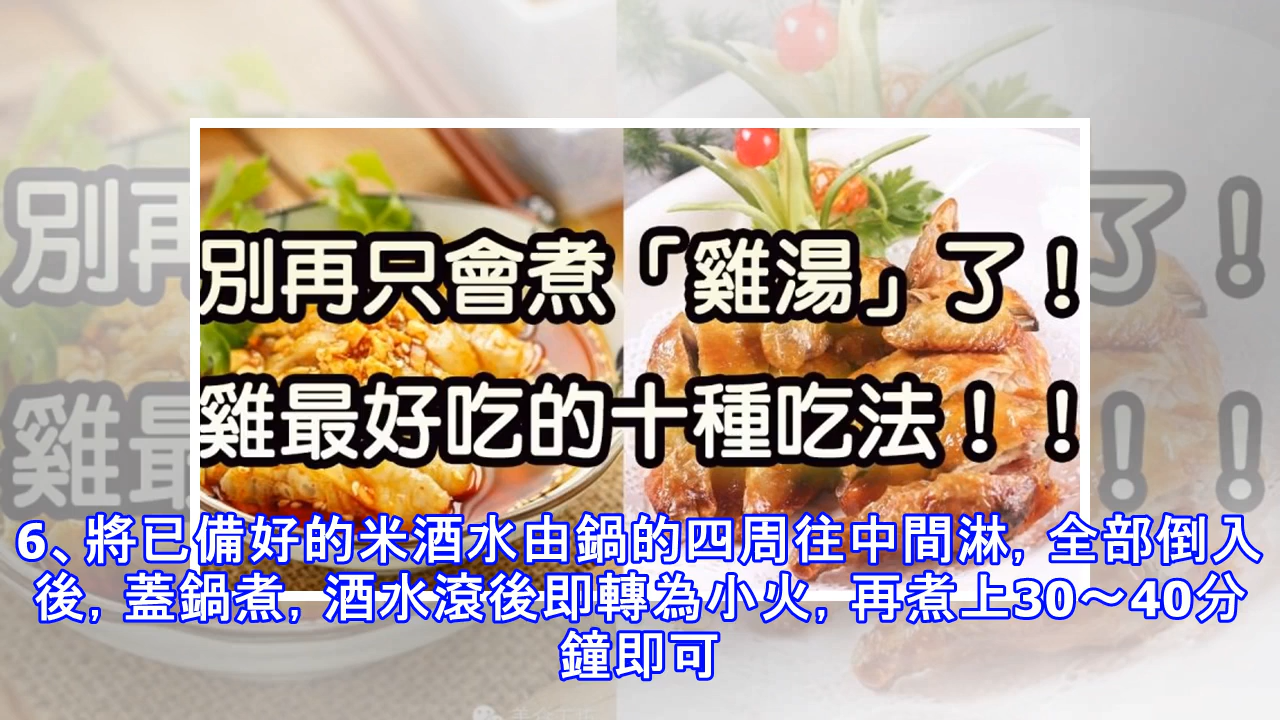 別再只會煮「雞湯」了！
雞最好吃的十種吃法！！
6、將已備好的米酒水由鍋的四周往中間淋, 全部倒入
後, 蓋鍋煮, 酒水滾後即轉為小火, 再煮上30～40分
鐘即可